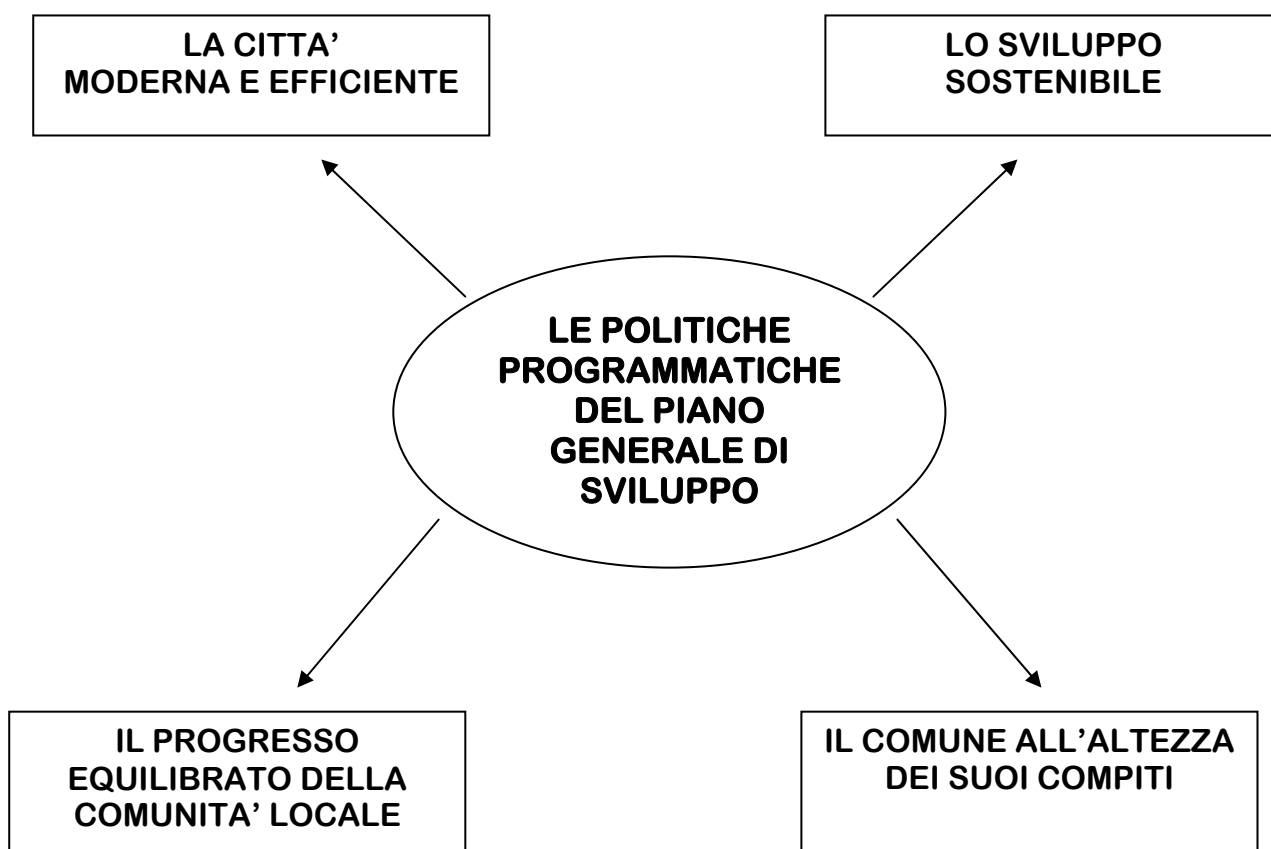 LA CITTA’
MODERNA E EFFICIENTE
LO SVILUPPO
SOSTENIBILE
LE POLITICHE
PROGRAMMATICHE
DEL PIANO
GENERALE DI
SVILUPPO
IL PROGRESSO
EQUILIBRATO DELLA
COMUNITA’ LOCALE
IL COMUNE ALL’ALTEZZA
DEI SUOI COMPITI